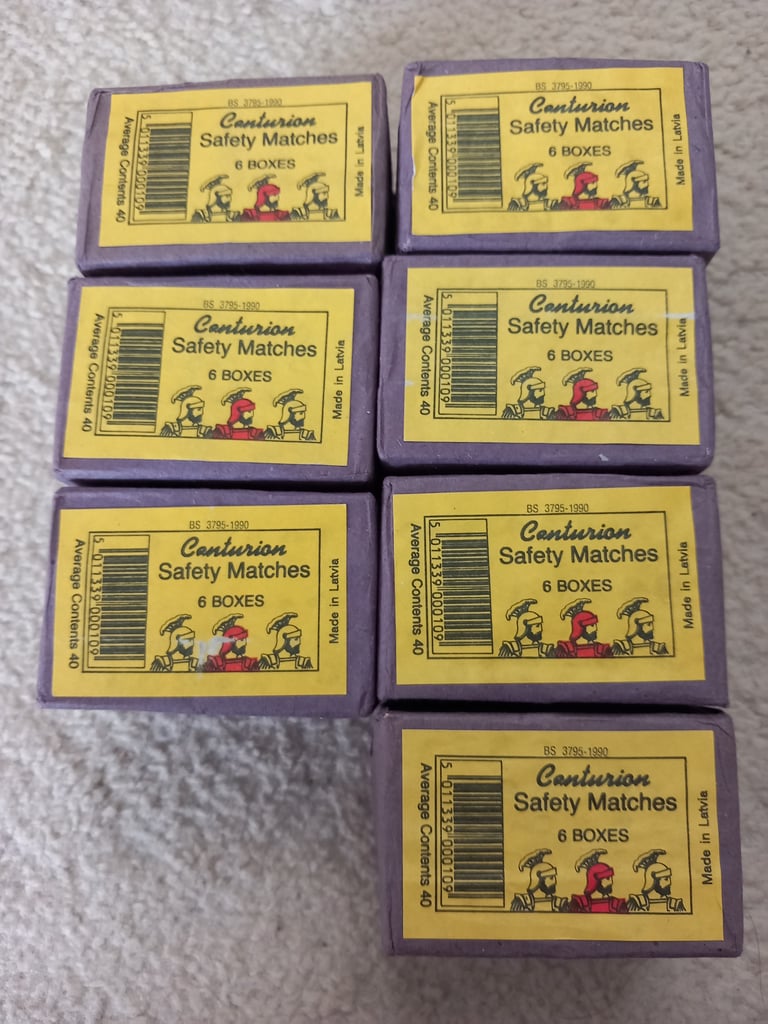 BS 3795-1990
Centurion
Safety Matches
6 BOXES
Average Contents 40
5 011339 000109
Made in Latvia
BS 3795-1990
Centurion
Safety Matches
6 BOXES
Average Contents 40
5 011339 000109
Made in Latvia
BS 3795-1990
Centurion
Safety Matches
6 BOXES
Average Contents 40
5 011339 000109
Made in Latvia
BS 3795-1990
Centurion
Safety Matches
6 BOXES
Average Contents 40
5 011339 000109
Made in Latvia
BS 3795-1990
Centurion
Safety Matches
6 BOXES
Average Contents 40
5 011339 000109
Made in Latvia
BS 3795-1990
Centurion
Safety Matches
6 BOXES
Average Contents 40
5 011339 000109
Made in Latvia
BS 3795-1990
Centurion
Safety Matches
6 BOXES
Average Contents 40
5 011339 000109
Made in Latvia